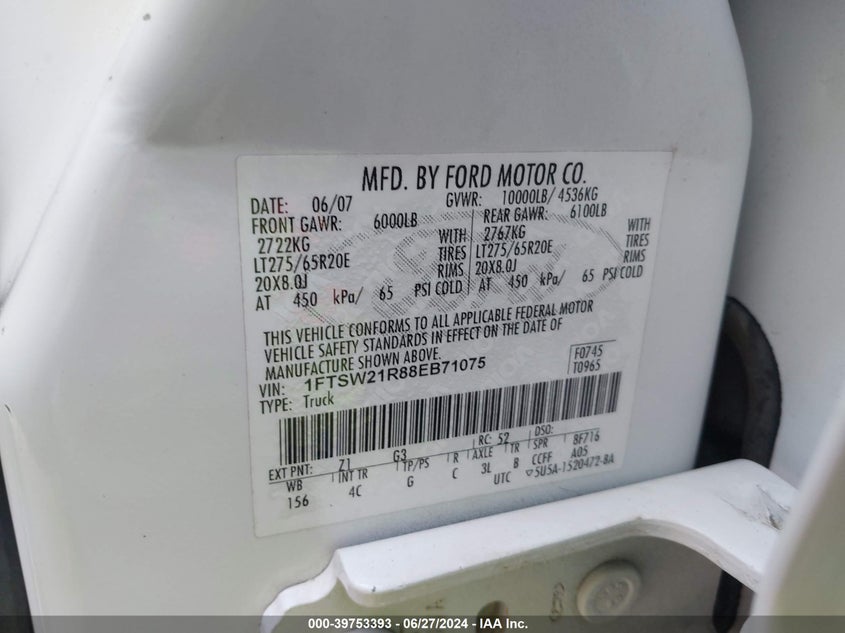 MFD. BY FORD MOTOR CO.
DATE: 06/07 GVWR: 10000LB/ 4536KG
FRONT GAWR: 6000LB REAR GAWR: 6100LB
2722KG WITH 2767KG WITH
LT275/65R20E TIRES LT275/65R20E TIRES
20X8.0J RIMS 20X8.0J RIMS
AT 450 kPa/ 65 PSI COLD AT 450 kPa/ 65 PSI COLD
THIS VEHICLE CONFORMS TO ALL APPLICABLE FEDERAL MOTOR
VEHICLE SAFETY STANDARDS IN EFFECT ON THE DATE OF
MANUFACTURE SHOWN ABOVE.
F0745
VIN: 1FTSW21R88EB71075
T0965
TYPE: Truck
EXT PNT: Z1 G3 RC: 52 DSO: 8F716
WB INT TR TP/PS R AXLE TR SPR A05
156 4C G C 3L B CCFF
UTC ▽5U5A-1520472-BA
000-39753393 - 06/27/2024 - IAA Inc.